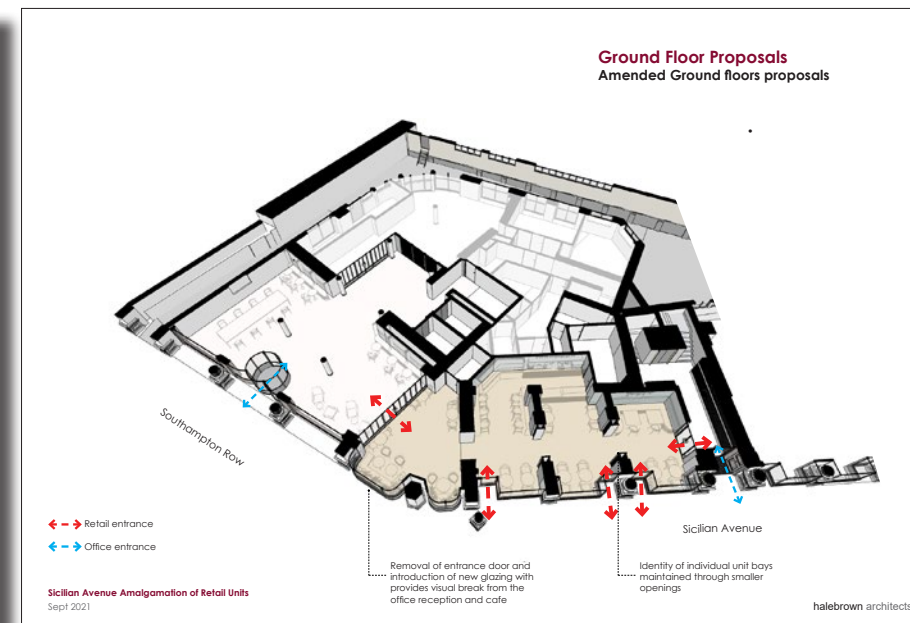 Ground Floor Proposals
Amended Ground floors proposals
Southampton Row
Sicilian Avenue
Retail entrance
Office entrance
Removal of entrance door and
introduction of new glazing with
provides visual break from the
office reception and cafe
Identity of individual unit bays
maintained through smaller
openings
Sicilian Avenue Amalgamation of Retail Units
Sept 2021
halebrown architects